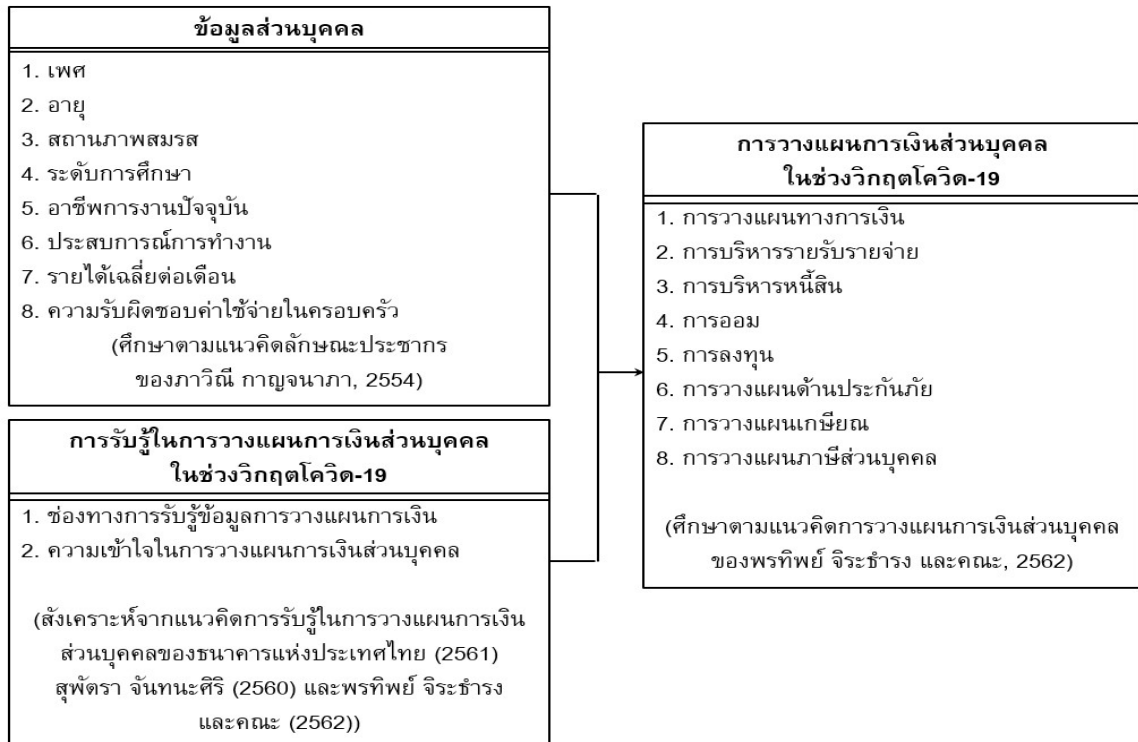 ข้อมูลส่วนบุคคล
1. เพศ
2. อายุ
3. สถานภาพสมรส
4. ระดับการศึกษา
5. อาชีพการงานปัจจุบัน
6. ประสบการณ์การทำงาน
7. รายได้เฉลี่ยต่อเดือน
8. ความรับผิดชอบค่าใช้จ่ายในครอบครัว
(ศึกษาตามแนวคิดลักษณะประชากร
ของภาวิณี กาญจนาภา, 2554)
การรับรู้ในการวางแผนการเงินส่วนบุคคล
ในช่วงวิกฤตโควิด-19
1. ช่องทางการรับรู้ข้อมูลการวางแผนการเงิน
2. ความเข้าใจในการวางแผนการเงินส่วนบุคคล
(สังเคราะห์จากแนวคิดการรับรู้ในการวางแผนการเงิน
ส่วนบุคคลของธนาคารแห่งประเทศไทย (2561)
สุพัตรา จันทนะศิริ (2560) และพรทิพย์ จิระธำรง
และคณะ (2562))
การวางแผนการเงินส่วนบุคคล
ในช่วงวิกฤตโควิด-19
1. การวางแผนทางการเงิน
2. การบริหารรายรับรายจ่าย
3. การบริหารหนี้สิน
4. การออม
5. การลงทุน
6. การวางแผนด้านประกันภัย
7. การวางแผนเกษียณ
8. การวางแผนภาษีส่วนบุคคล
(ศึกษาตามแนวคิดการวางแผนการเงินส่วนบุคคล
ของพรทิพย์ จิระธำรง และคณะ, 2562)